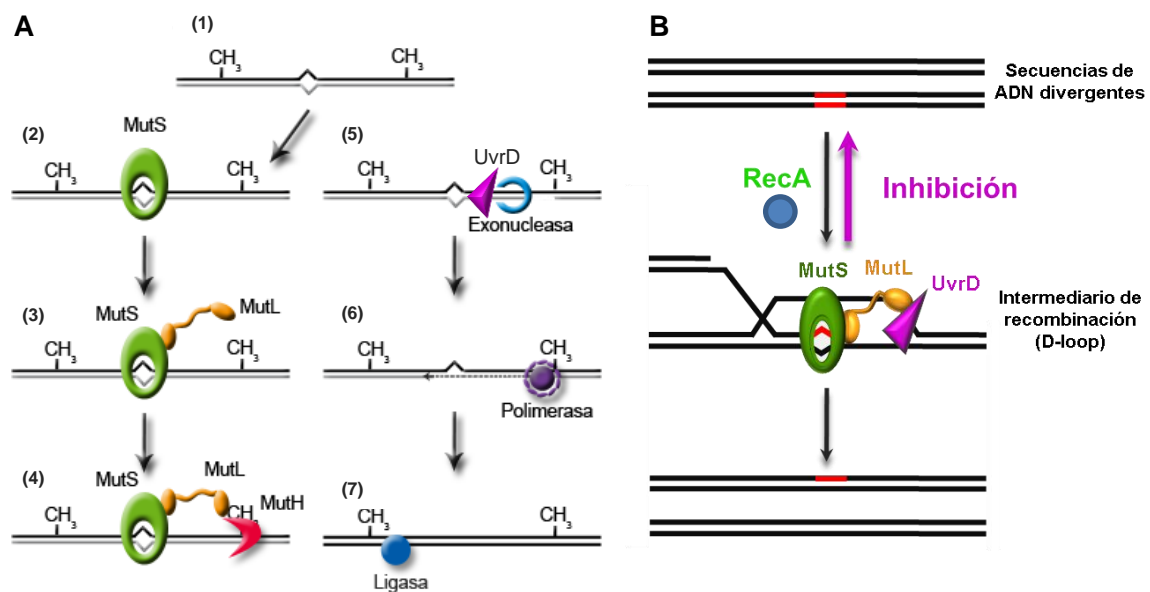 A
(1)
CH3
CH3
(2)
MutS
CH3
CH3
(3)
MutS
MutL
CH3
CH3
(4)
MutS
MutL
MutH
CH3
CH3
(5)
UvrD
CH3
Exonucleasa
(6)
CH3
Polimerasa
(7)
CH3
CH3
Ligasa
B
Secuencias de
ADN divergentes
RecA
Inhibición
MutS
MutL
UvrD
Intermediario de
recombinación
(D-loop)